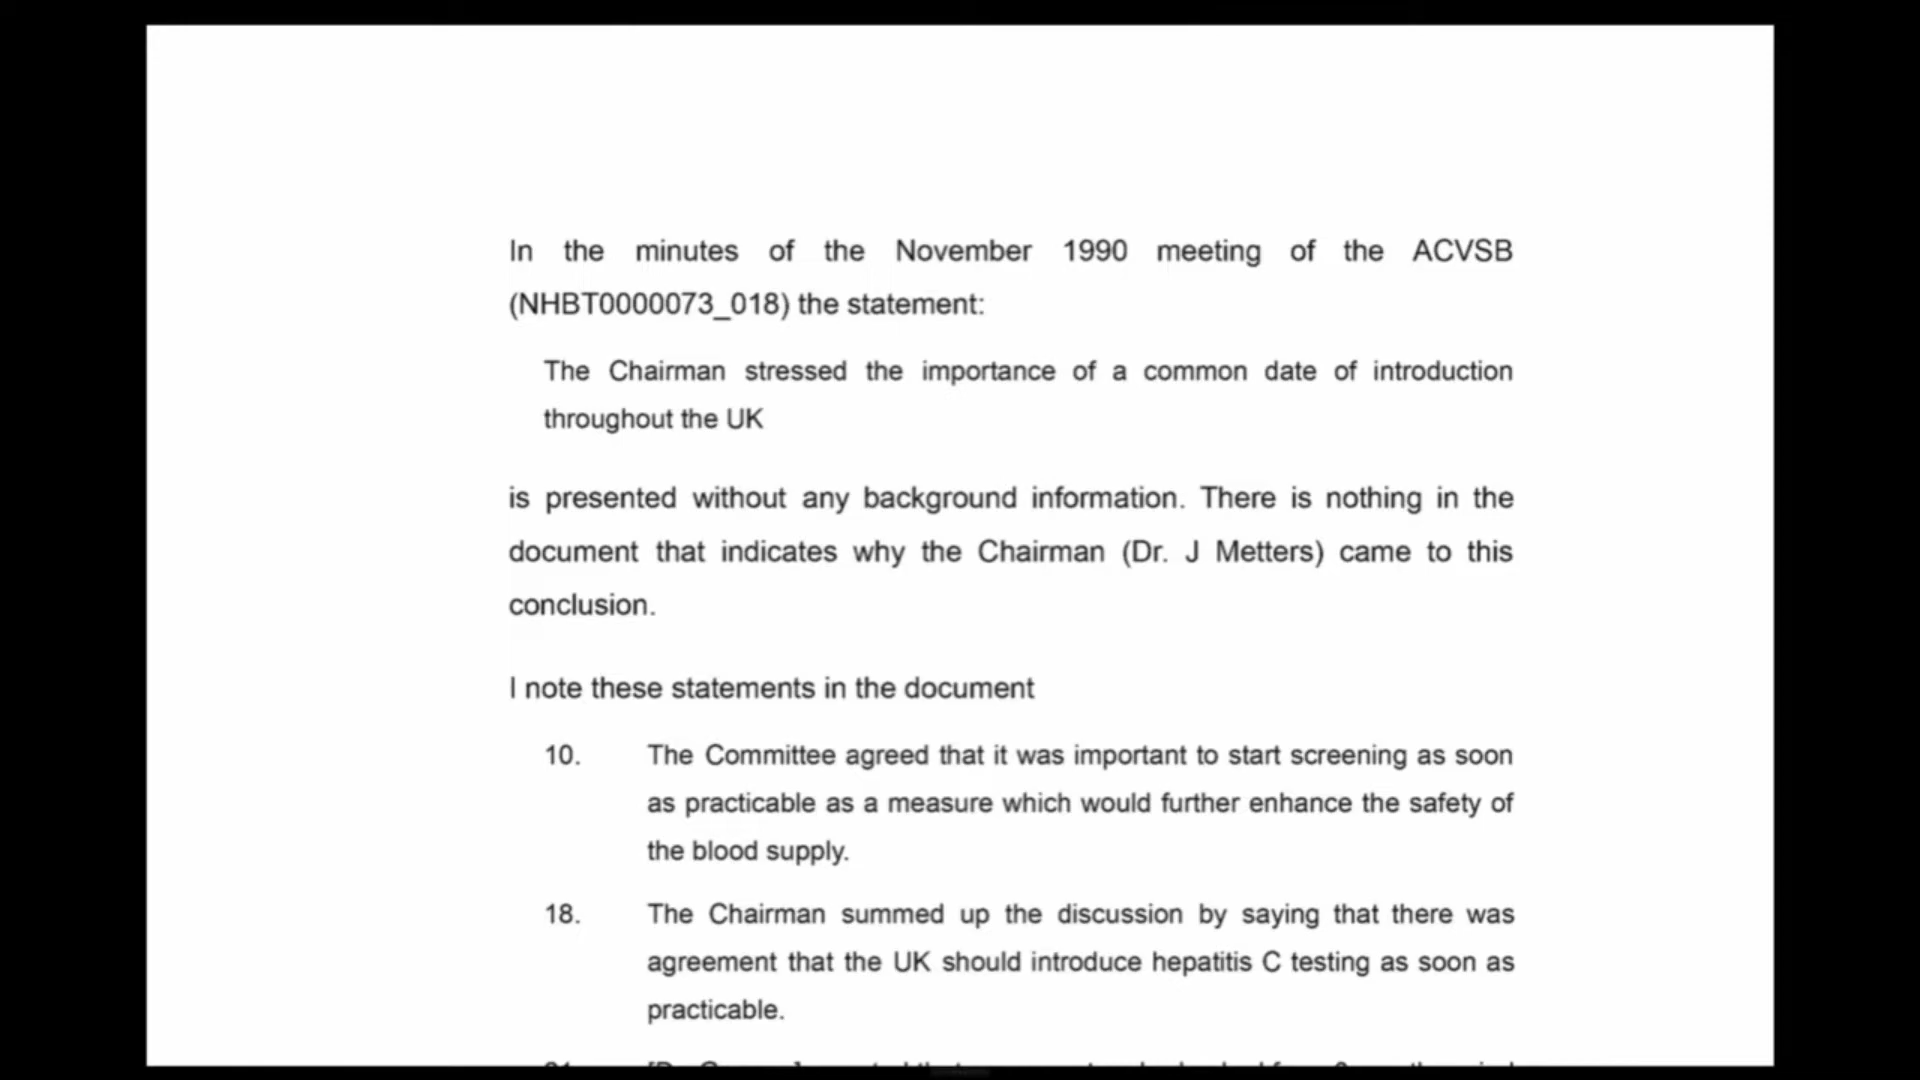 In the minutes of the November 1990 meeting of the ACVSB
(NHBT0000073_018) the statement:
The Chairman stressed the importance of a common date of introduction
throughout the UK
is presented without any background information. There is nothing in the
document that indicates why the Chairman (Dr. J Metters) came to this
conclusion.
I note these statements in the document
10. The Committee agreed that it was important to start screening as soon
as practicable as a measure which would further enhance the safety of
the blood supply.
18. The Chairman summed up the discussion by saying that there was
agreement that the UK should introduce hepatitis C testing as soon as
practicable.